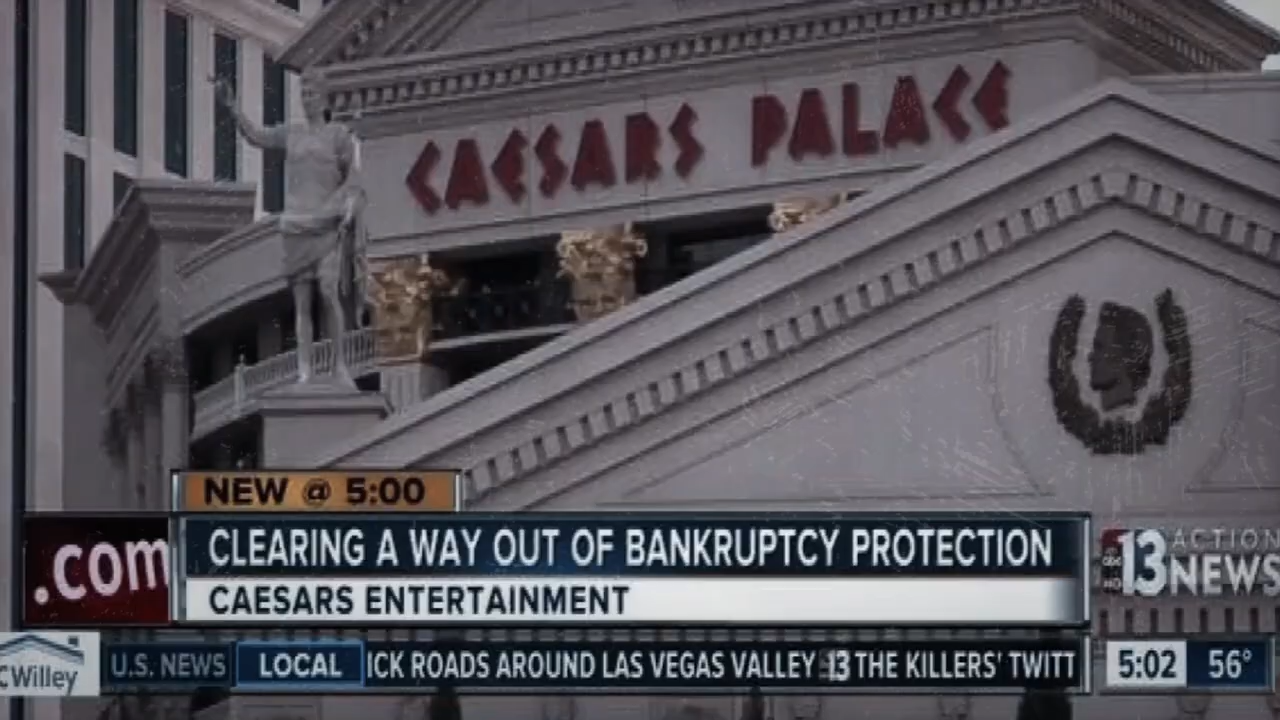 CAESARS PALACE
NEW @ 5:00
CLEARING A WAY OUT OF BANKRUPTCY PROTECTION
CAESARS ENTERTAINMENT
.com
13 ACTION
NEWS
CWilley
U.S. NEWS
LOCAL
ICK ROADS AROUND LAS VEGAS VALLEY 13 THE KILLERS' TWITT
5:02
56°